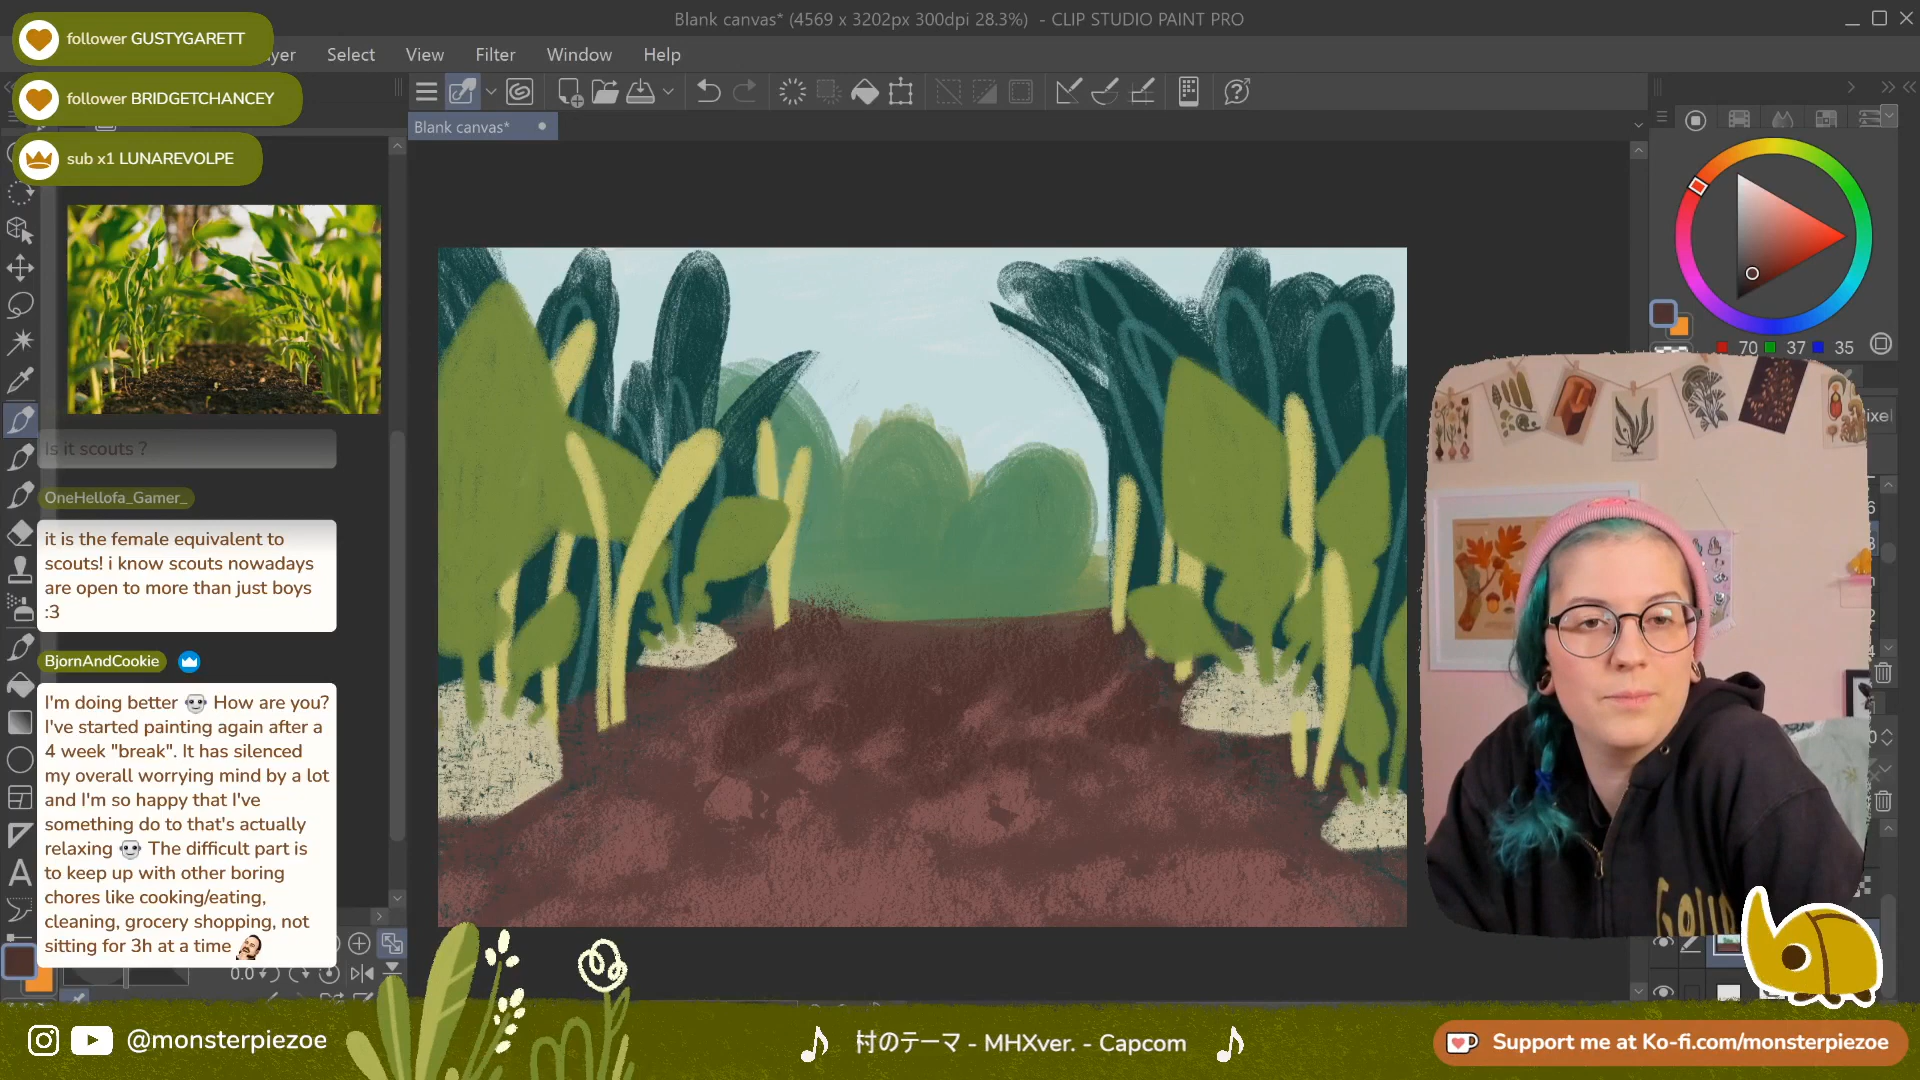 Blank canvas* (4569 x 3202px 300dpi 28.3%) - CLIP STUDIO PAINT PRO
follower GUSTYGARETT
Select View Filter Window Help
follower BRIDGETCHANCEY
Blank canvas*
sub x1 LUNAREVOLPE
70 37 35
Is it scouts ?
OneHellofa_Gamer_
it is the female equivalent to
scouts! i know scouts nowadays
are open to more than just boys
:3
BjornAndCookie
I'm doing better How are you?
I've started painting again after a
4 week "break". It has silenced
my overall worrying mind by a lot
and I'm so happy that I've
something do to that's actually
relaxing The difficult part is
to keep up with other boring
chores like cooking/eating,
cleaning, grocery shopping, not
sitting for 3h at a time
0.0
@monsterpiezoe
村のテーマ - MHXver. - Capcom
Support me at Ko-fi.com/monsterpiezoe